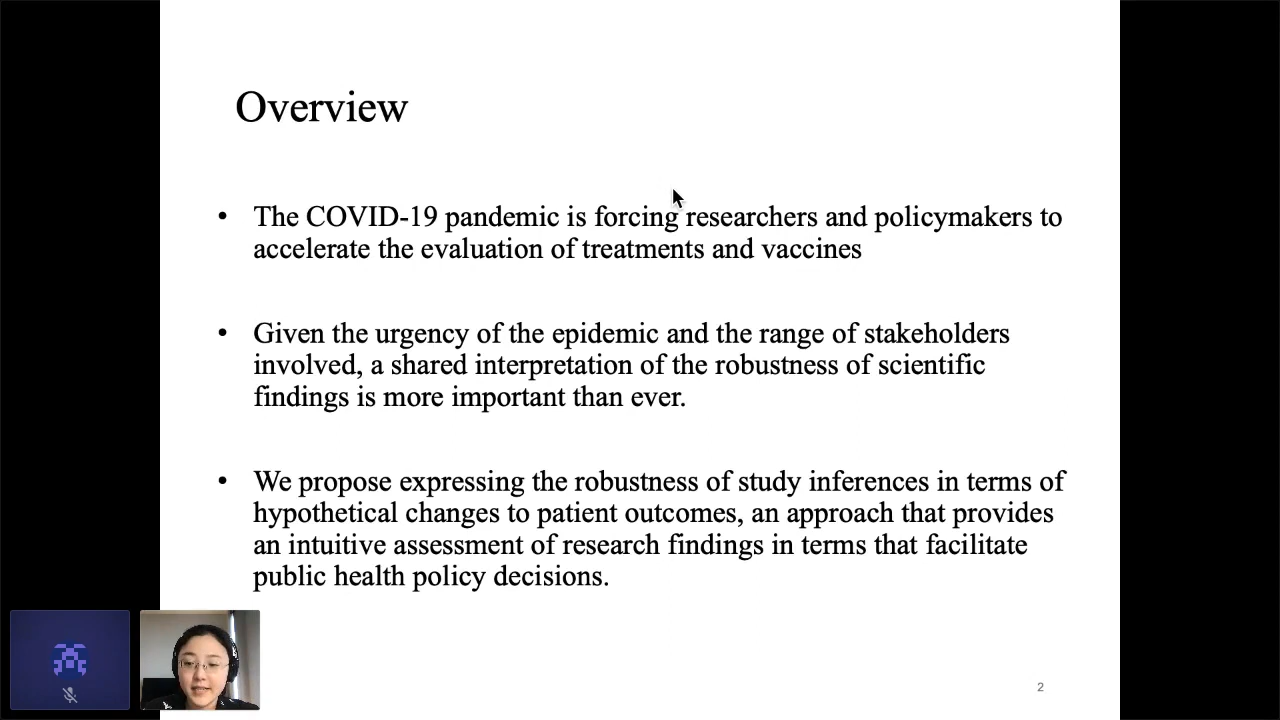 Overview
• The COVID-19 pandemic is forcing researchers and policymakers to
accelerate the evaluation of treatments and vaccines
• Given the urgency of the epidemic and the range of stakeholders
involved, a shared interpretation of the robustness of scientific
findings is more important than ever.
• We propose expressing the robustness of study inferences in terms of
hypothetical changes to patient outcomes, an approach that provides
an intuitive assessment of research findings in terms that facilitate
public health policy decisions.
2